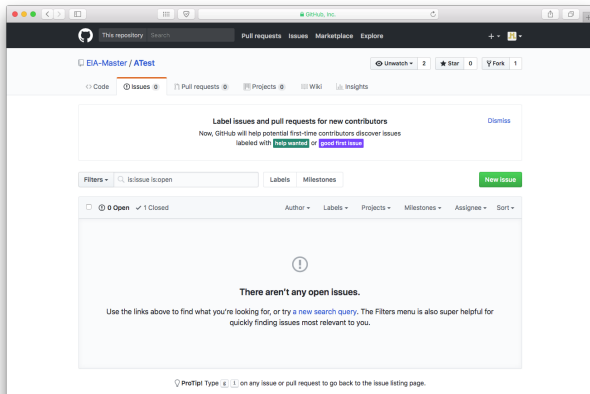 GitHub, Inc.
This repository Search Pull requests Issues Marketplace Explore
EIA-Master / ATest
Unwatch 2 Star 0 Fork 1
Code Issues 0 Pull requests 0 Projects 0 Wiki Insights
Label issues and pull requests for new contributors
Dismiss
Now, GitHub will help potential first-time contributors discover issues
labeled with help wanted or good first issue
Filters is:issue is:open Labels Milestones New issue
0 Open 1 Closed Author Labels Projects Milestones Assignee Sort
There aren't any open issues.
Use the links above to find what you're looking for, or try a new search query. The Filters menu is also super helpful for
quickly finding issues most relevant to you.
ProTip! Type g i on any issue or pull request to go back to the issue listing page.